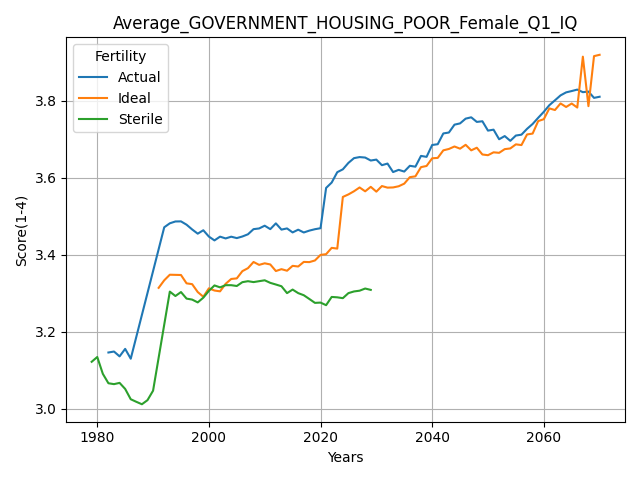 Average_GOVERNMENT_HOUSING_POOR_Female_Q1_IQ
Fertility
Actual
Ideal
Sterile
Score(1-4)
3.8
3.6
3.4
3.2
3.0
1980 2000 2020 2040 2060
Years